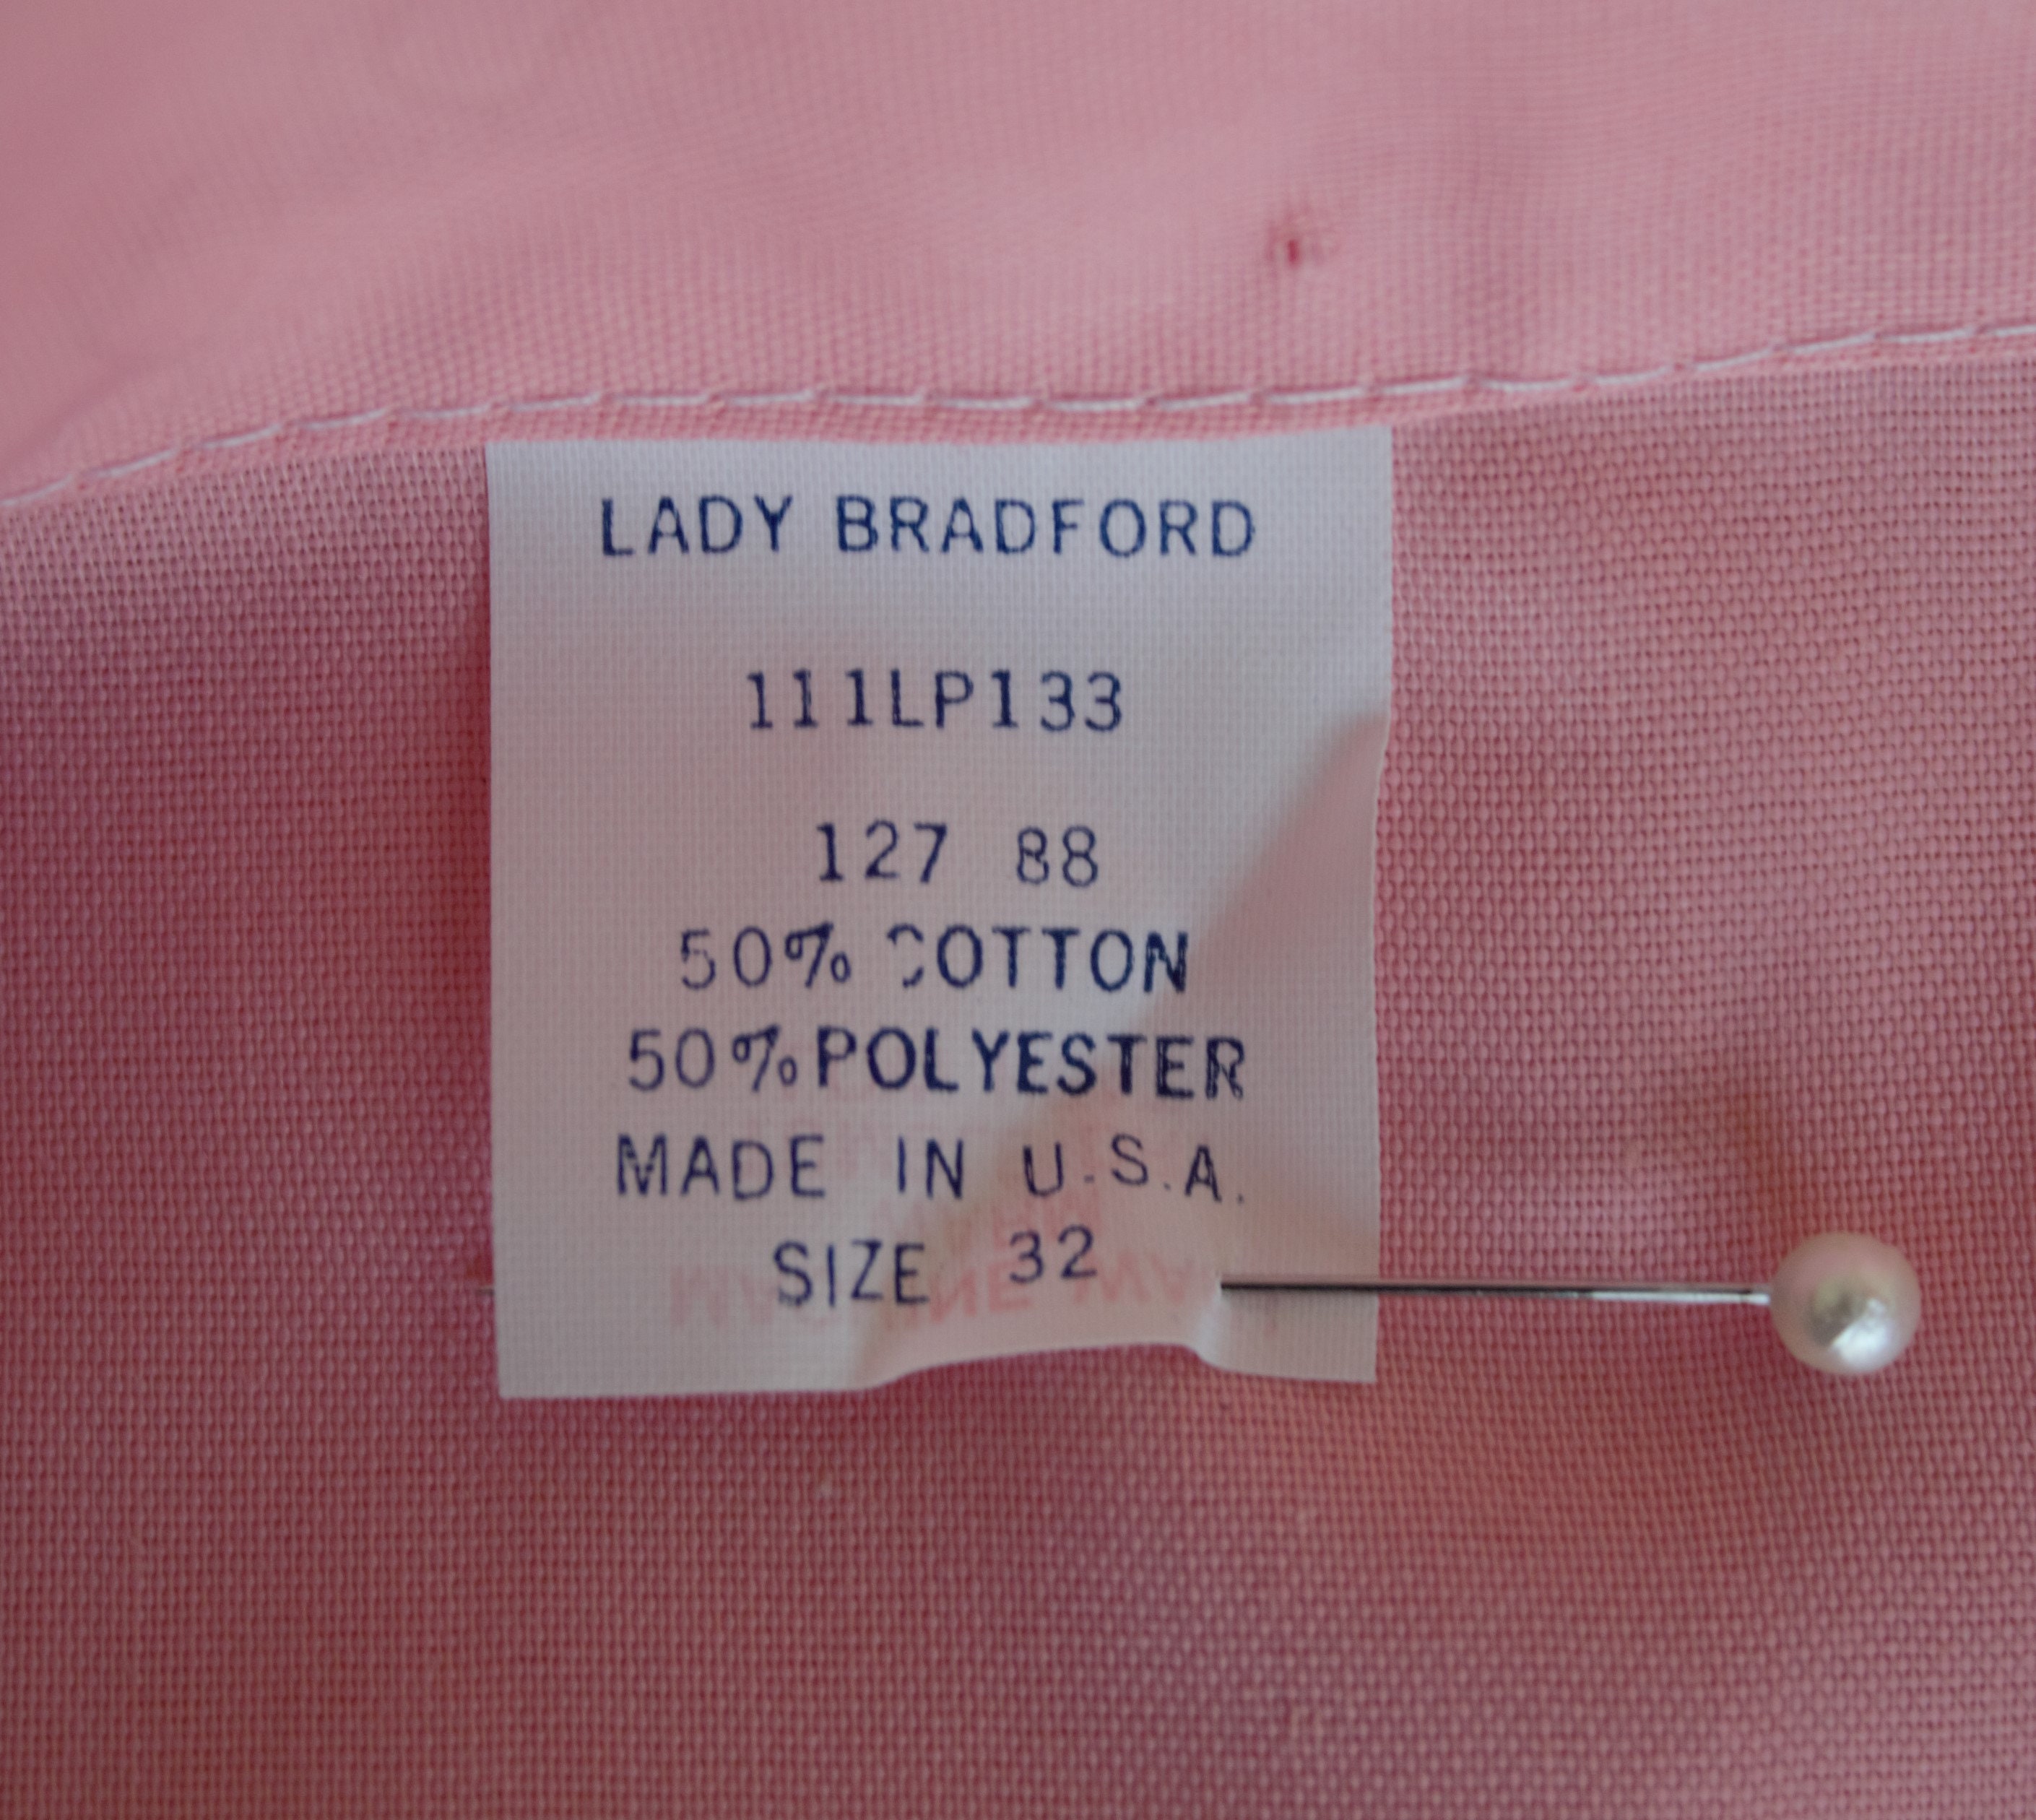 LADY BRADFORD
111LP133
127 88
50% COTTON
50% POLYESTER
MADE IN U.S.A.
SIZE 32